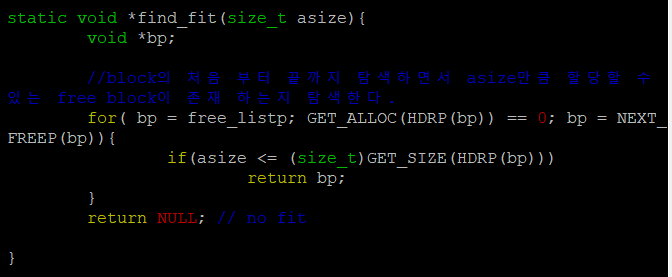 static void *find_fit(size_t asize){
void *bp;
//block의 처음 부터 끝까지 탐색하면서 asize만큼 할당할 수
있는 free block이 존재 하는지 탐색한다.
for( bp = free_listp; GET_ALLOC(HDRP(bp)) == 0; bp = NEXT_
FREEP(bp)){
if(asize <= (size_t)GET_SIZE(HDRP(bp)))
return bp;
}
return NULL; // no fit
}